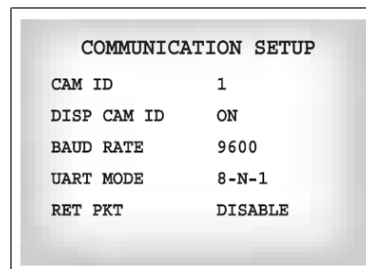 COMMUNICATION SETUP
CAM ID 1
DISP CAM ID ON
BAUD RATE 9600
UART MODE 8-N-1
RET PKT DISABLE